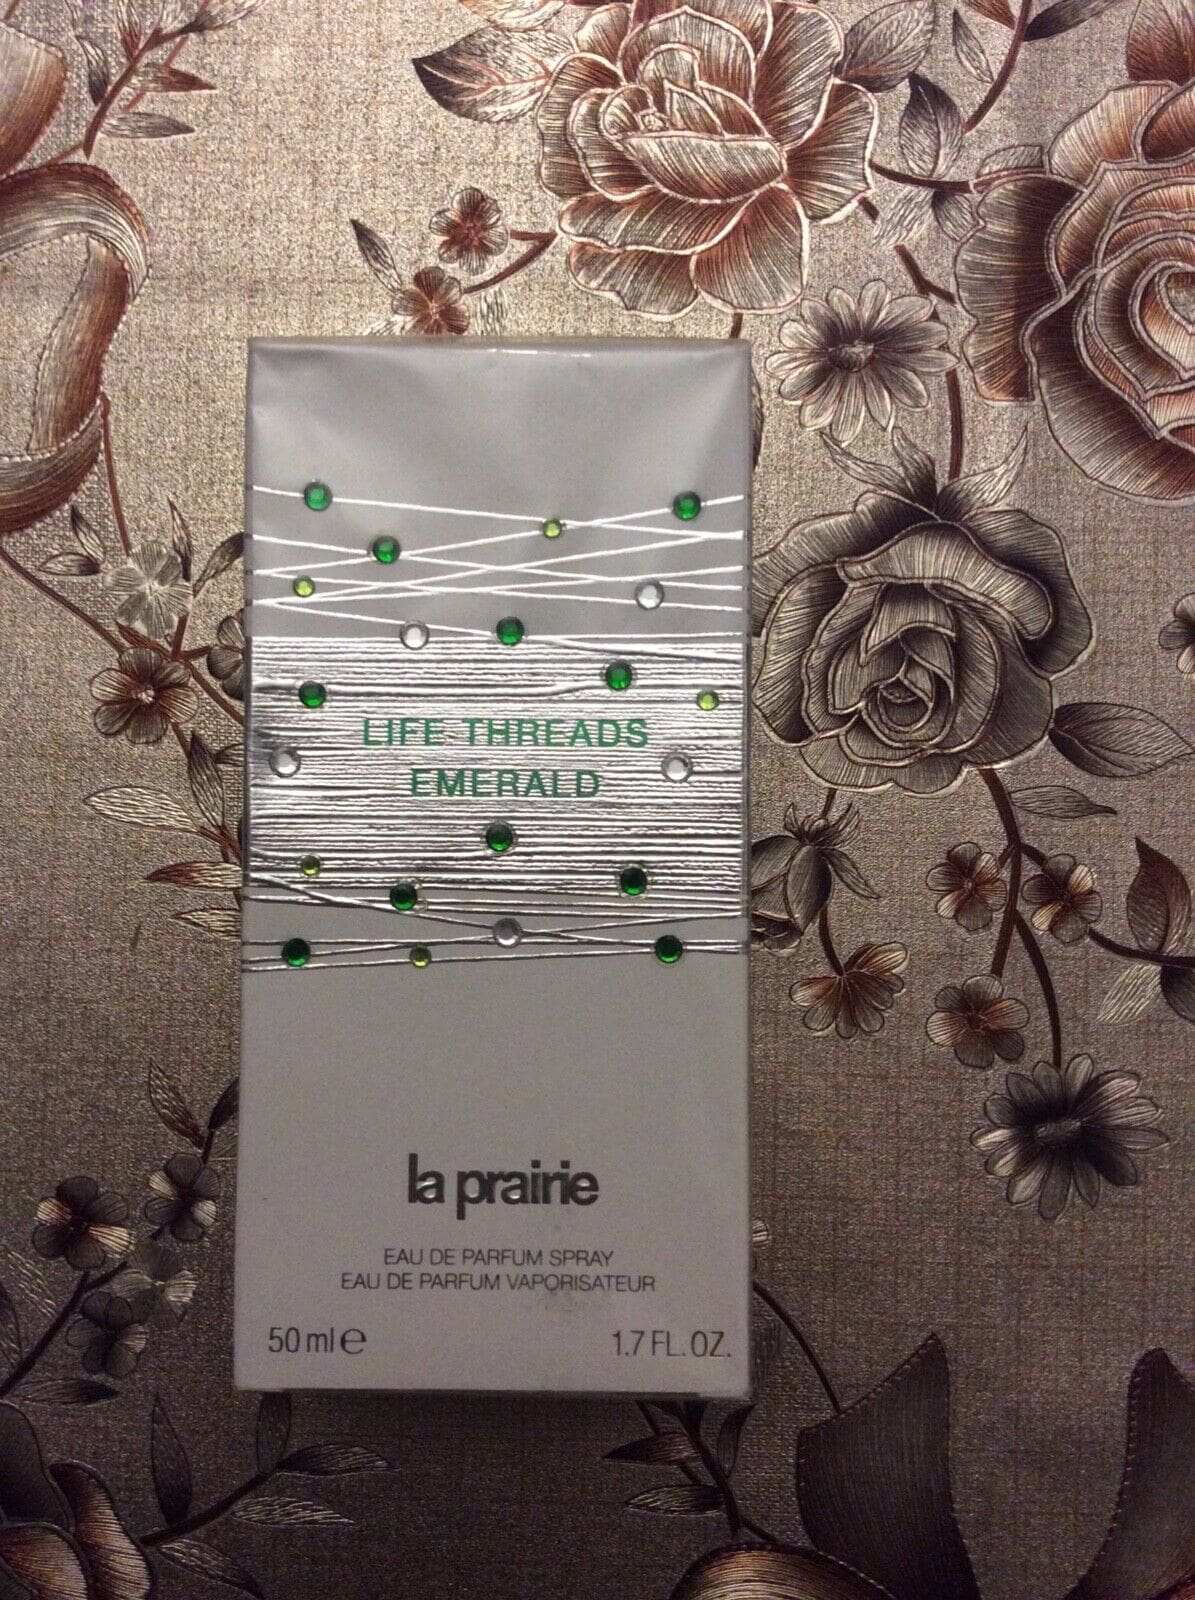 LIFE THREADS
EMERALD
la prairie
EAU DE PARFUM SPRAY
EAU DE PARFUM VAPORISATEUR
50 ml ℮ 1.7 FL. OZ.